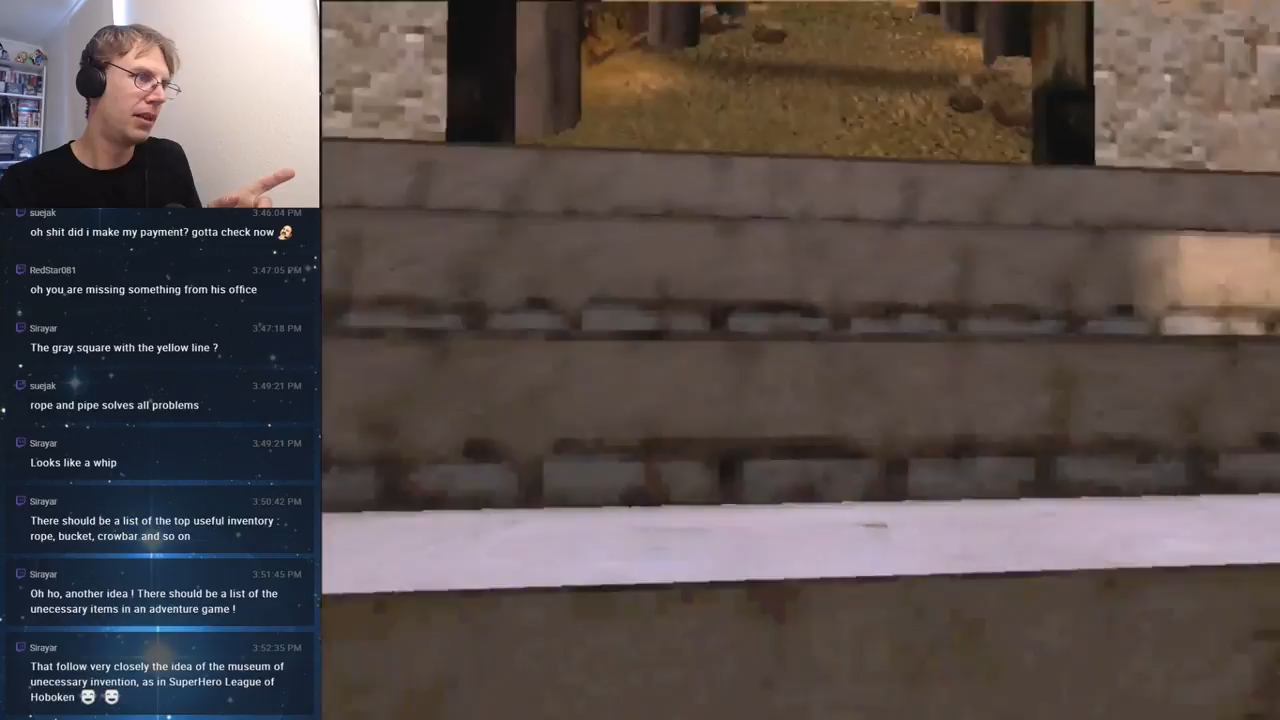 suejak 3:46:04 PM
oh shit did i make my payment? gotta check now
RedStar081 3:47:05 PM
oh you are missing something from his office
Sirayar 3:47:18 PM
The gray square with the yellow line ?
suejak 3:49:21 PM
rope and pipe solves all problems
Sirayar 3:49:21 PM
Looks like a whip
Sirayar 3:50:42 PM
There should be a list of the top useful inventory :
rope, bucket, crowbar and so on
Sirayar 3:51:45 PM
Oh ho, another idea ! There should be a list of the
unecessary items in an adventure game !
Sirayar 3:52:35 PM
That follow very closely the idea of the museum of
unecessary invention, as in SuperHero League of
Hoboken